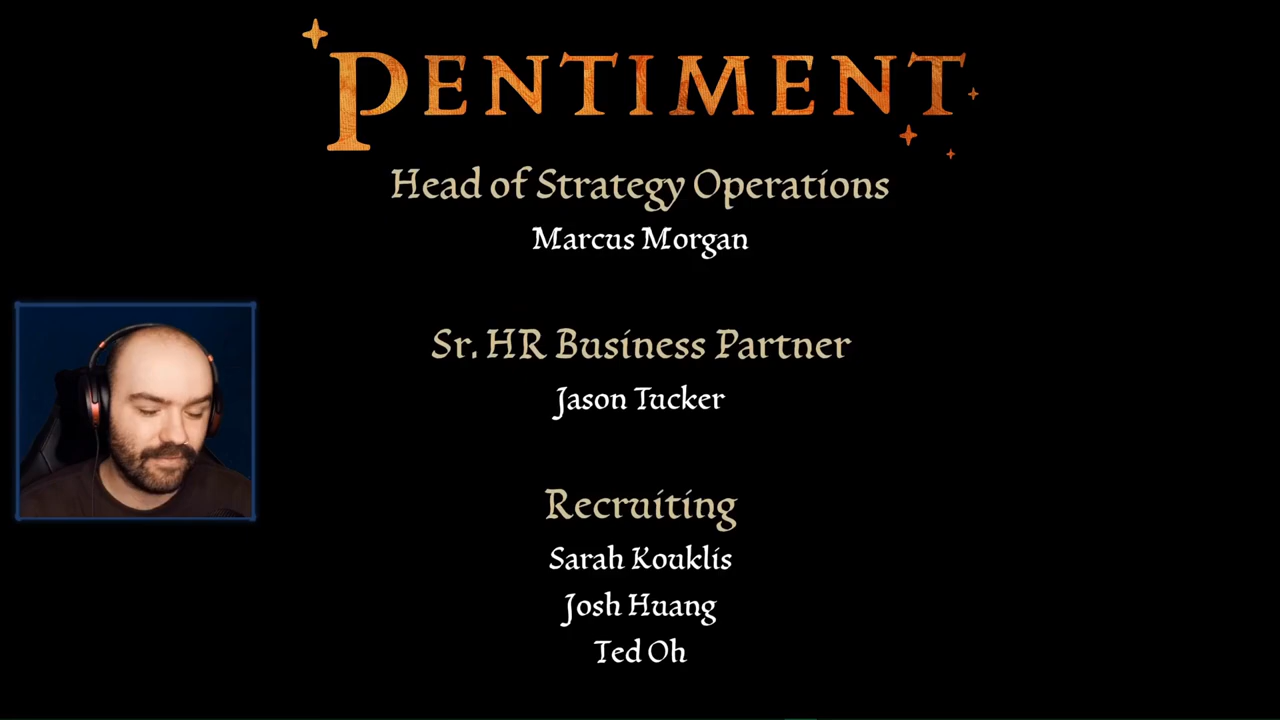 PENTIMENT
Head of Strategy Operations
Marcus Morgan
Sr. HR Business Partner
Jason Tucker
Recruiting
Sarah Kouklis
Josh Huang
Ted Oh